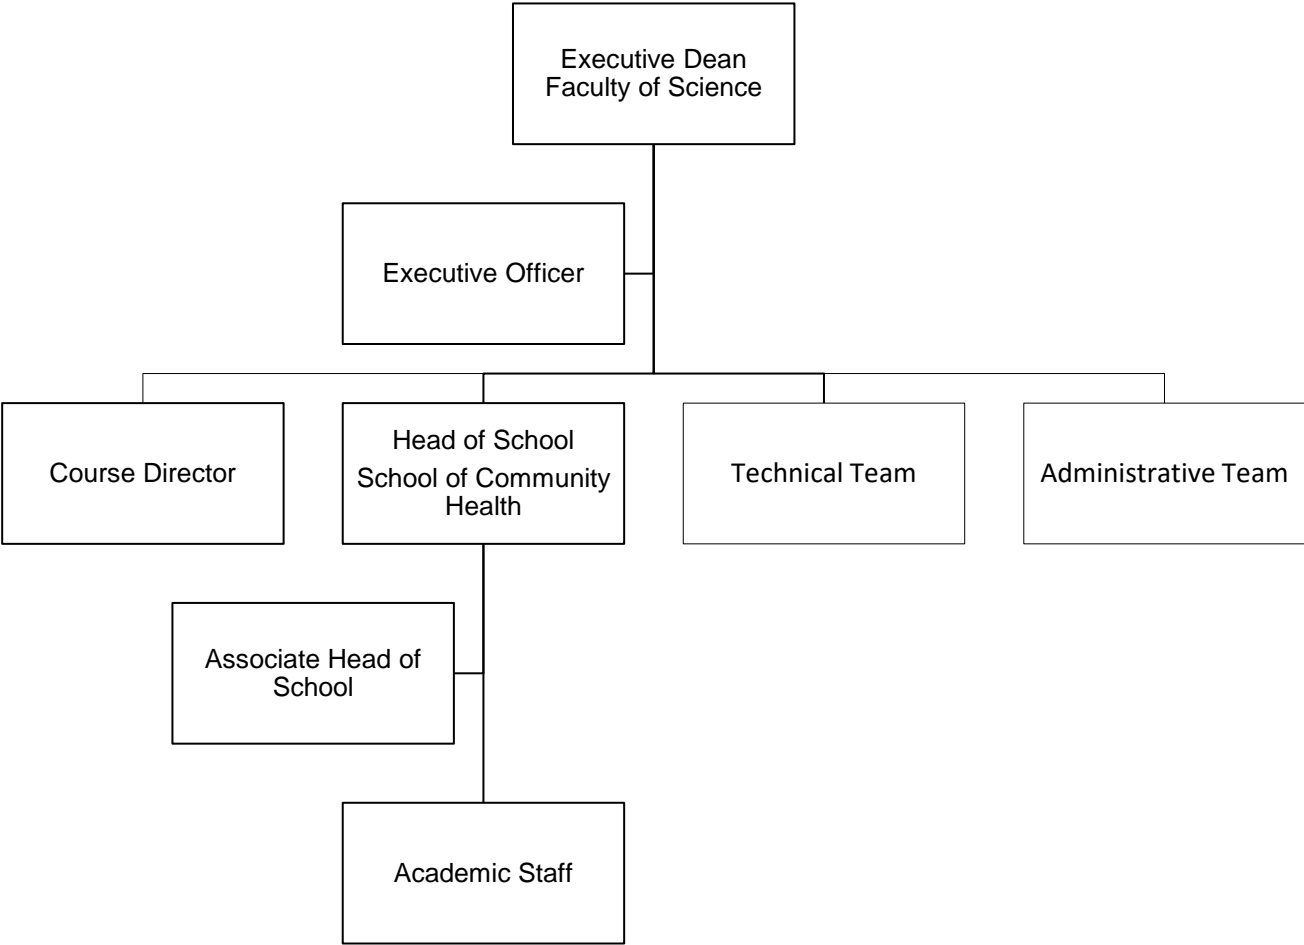 Executive Dean
Faculty of Science
Executive Officer
Course Director
Head of School
School of Community
Health
Technical Team
Administrative Team
Associate Head of
School
Academic Staff